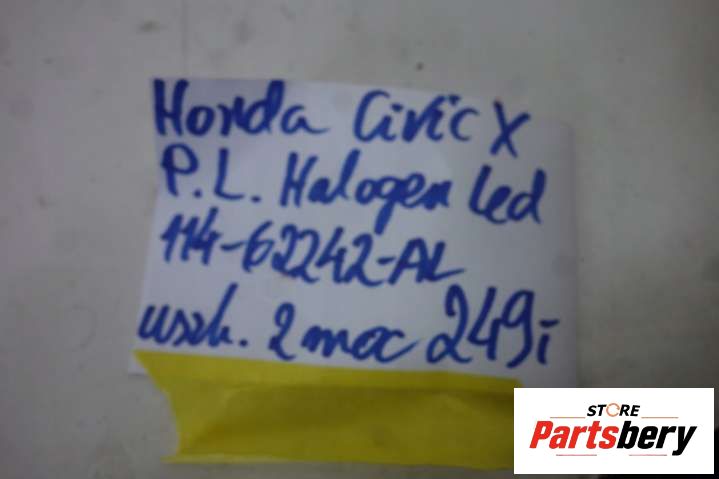 Honda Civic X
P.L. Halogen Led
114-62242-AL
uszk. 2 moc 249i
STORE
Partsbery